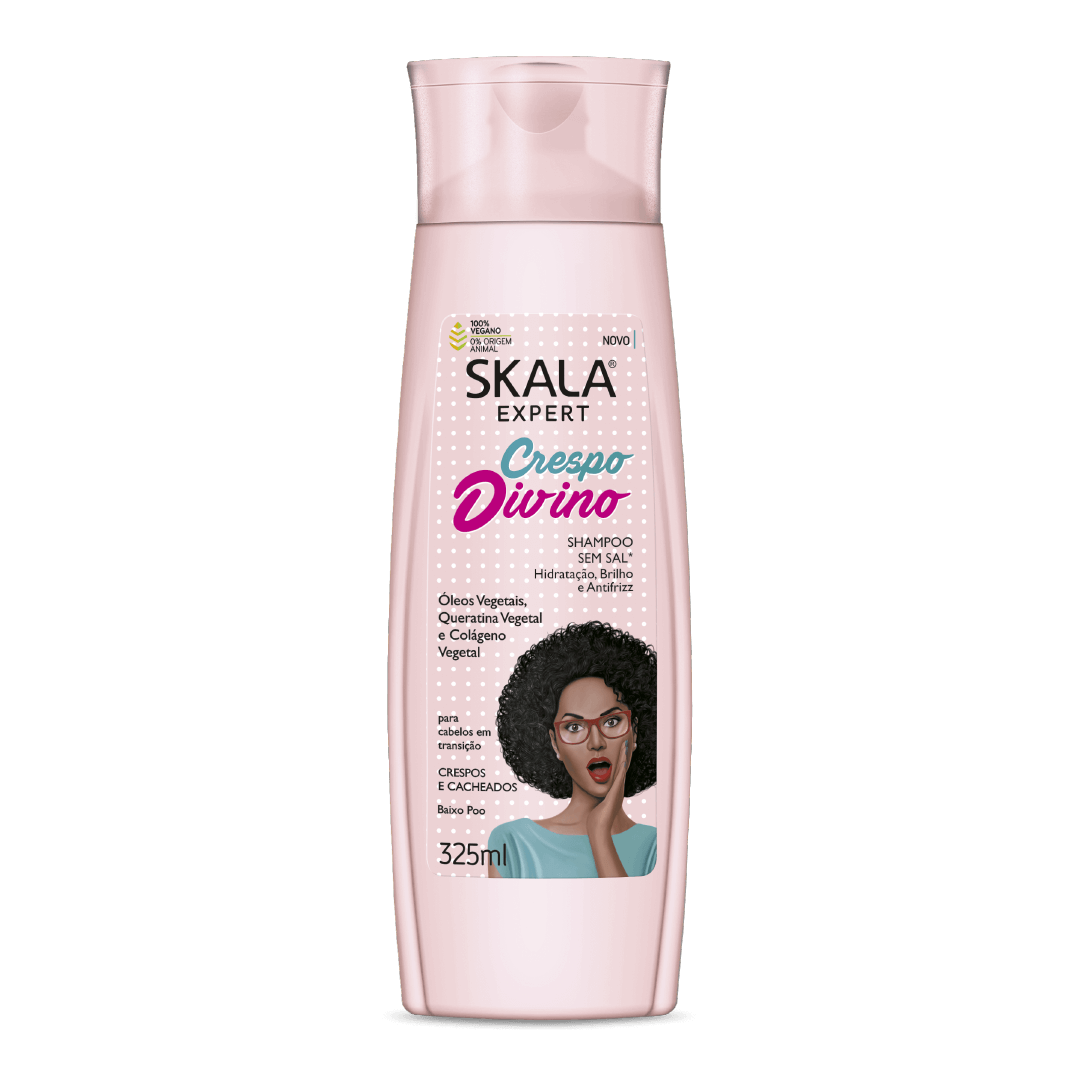 100%
VEGANO
0% ORIGEM
ANIMAL
NOVO
SKALA®
EXPERT
Crespo
Divino
SHAMPOO
SEM SAL*
Hidratação, Brilho
e Antifrizz
Óleos Vegetais,
Queratina Vegetal
e Colágeno
Vegetal
para
cabelos em
transição
CRESPOS
E CACHEADOS
Baixo Poo
325ml